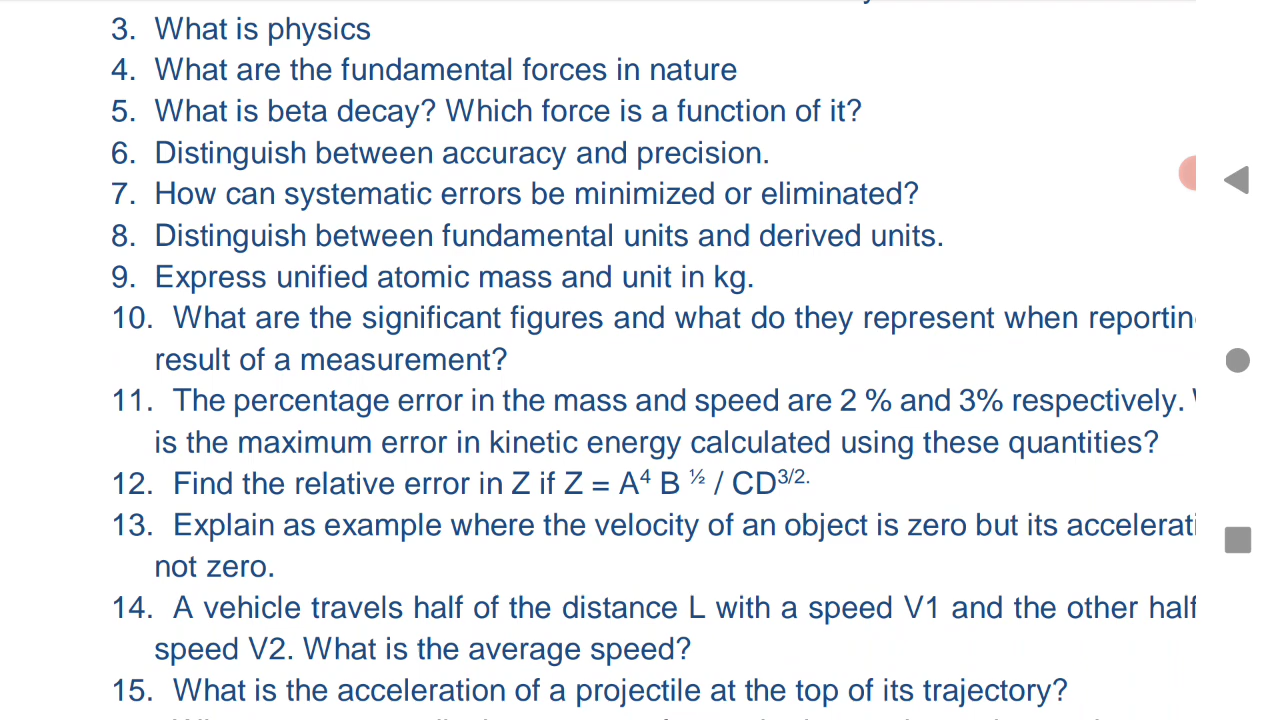 3. What is physics
4. What are the fundamental forces in nature
5. What is beta decay? Which force is a function of it?
6. Distinguish between accuracy and precision.
7. How can systematic errors be minimized or eliminated?
8. Distinguish between fundamental units and derived units.
9. Express unified atomic mass and unit in kg.
10. What are the significant figures and what do they represent when reportin
result of a measurement?
11. The percentage error in the mass and speed are 2 % and 3% respectively.
is the maximum error in kinetic energy calculated using these quantities?
12. Find the relative error in Z if Z = A⁴ B ½ / CD³/²·
13. Explain as example where the velocity of an object is zero but its accelerati
not zero.
14. A vehicle travels half of the distance L with a speed V1 and the other half
speed V2. What is the average speed?
15. What is the acceleration of a projectile at the top of its trajectory?